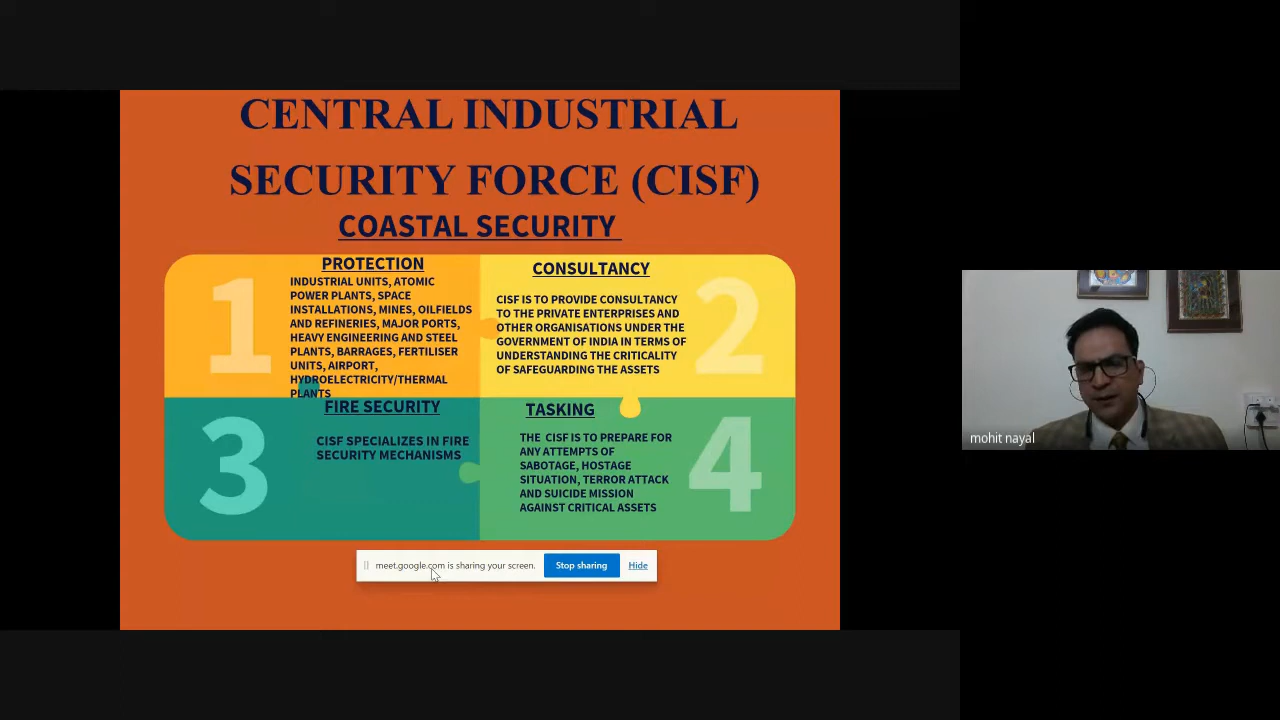 CENTRAL INDUSTRIAL
SECURITY FORCE (CISF)
COASTAL SECURITY
1
PROTECTION
INDUSTRIAL UNITS, ATOMIC
POWER PLANTS, SPACE
INSTALLATIONS, MINES, OILFIELDS
AND REFINERIES, MAJOR PORTS,
HEAVY ENGINEERING AND STEEL
PLANTS, BARRAGES, FERTILISER
UNITS, AIRPORT,
HYDROELECTRICITY/THERMAL
PLANTS
CONSULTANCY
CISF IS TO PROVIDE CONSULTANCY
TO THE PRIVATE ENTERPRISES AND
OTHER ORGANISATIONS UNDER THE
GOVERNMENT OF INDIA IN TERMS OF
UNDERSTANDING THE CRITICALITY
OF SAFEGUARDING THE ASSETS
2
3
FIRE SECURITY
CISF SPECIALIZES IN FIRE
SECURITY MECHANISMS
TASKING
THE CISF IS TO PREPARE FOR
ANY ATTEMPTS OF
SABOTAGE, HOSTAGE
SITUATION, TERROR ATTACK
AND SUICIDE MISSION
AGAINST CRITICAL ASSETS
4
meet.google.com is sharing your screen.
Stop sharing
Hide
mohit nayal